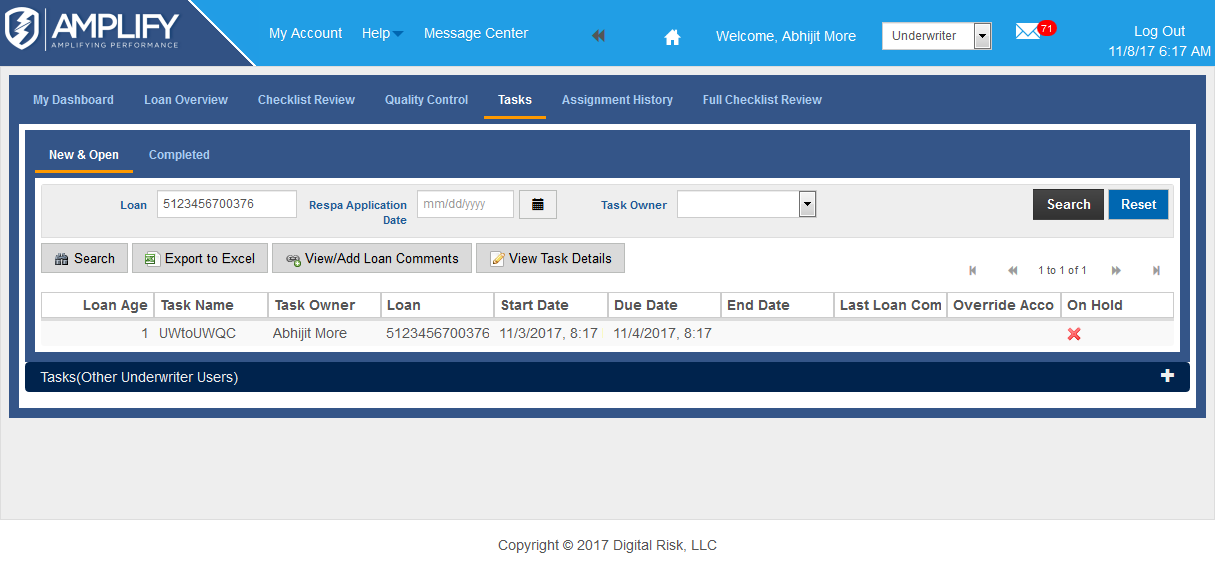 AMPLIFY
AMPLIFYING PERFORMANCE
My Account Help Message Center Welcome, Abhijit More Underwriter 71 Log Out
11/8/17 6:17 AM
My Dashboard Loan Overview Checklist Review Quality Control Tasks Assignment History Full Checklist Review
New & Open Completed
Loan 5123456700376 Respa Application Date mm/dd/yyyy Task Owner Search Reset
Search Export to Excel View/Add Loan Comments View Task Details
1 to 1 of 1
Loan Age Task Name Task Owner Loan Start Date Due Date End Date Last Loan Com Override Acco On Hold
1 UWtoUWQC Abhijit More 5123456700376 11/3/2017, 8:17 11/4/2017, 8:17
Tasks(Other Underwriter Users)
Copyright © 2017 Digital Risk, LLC